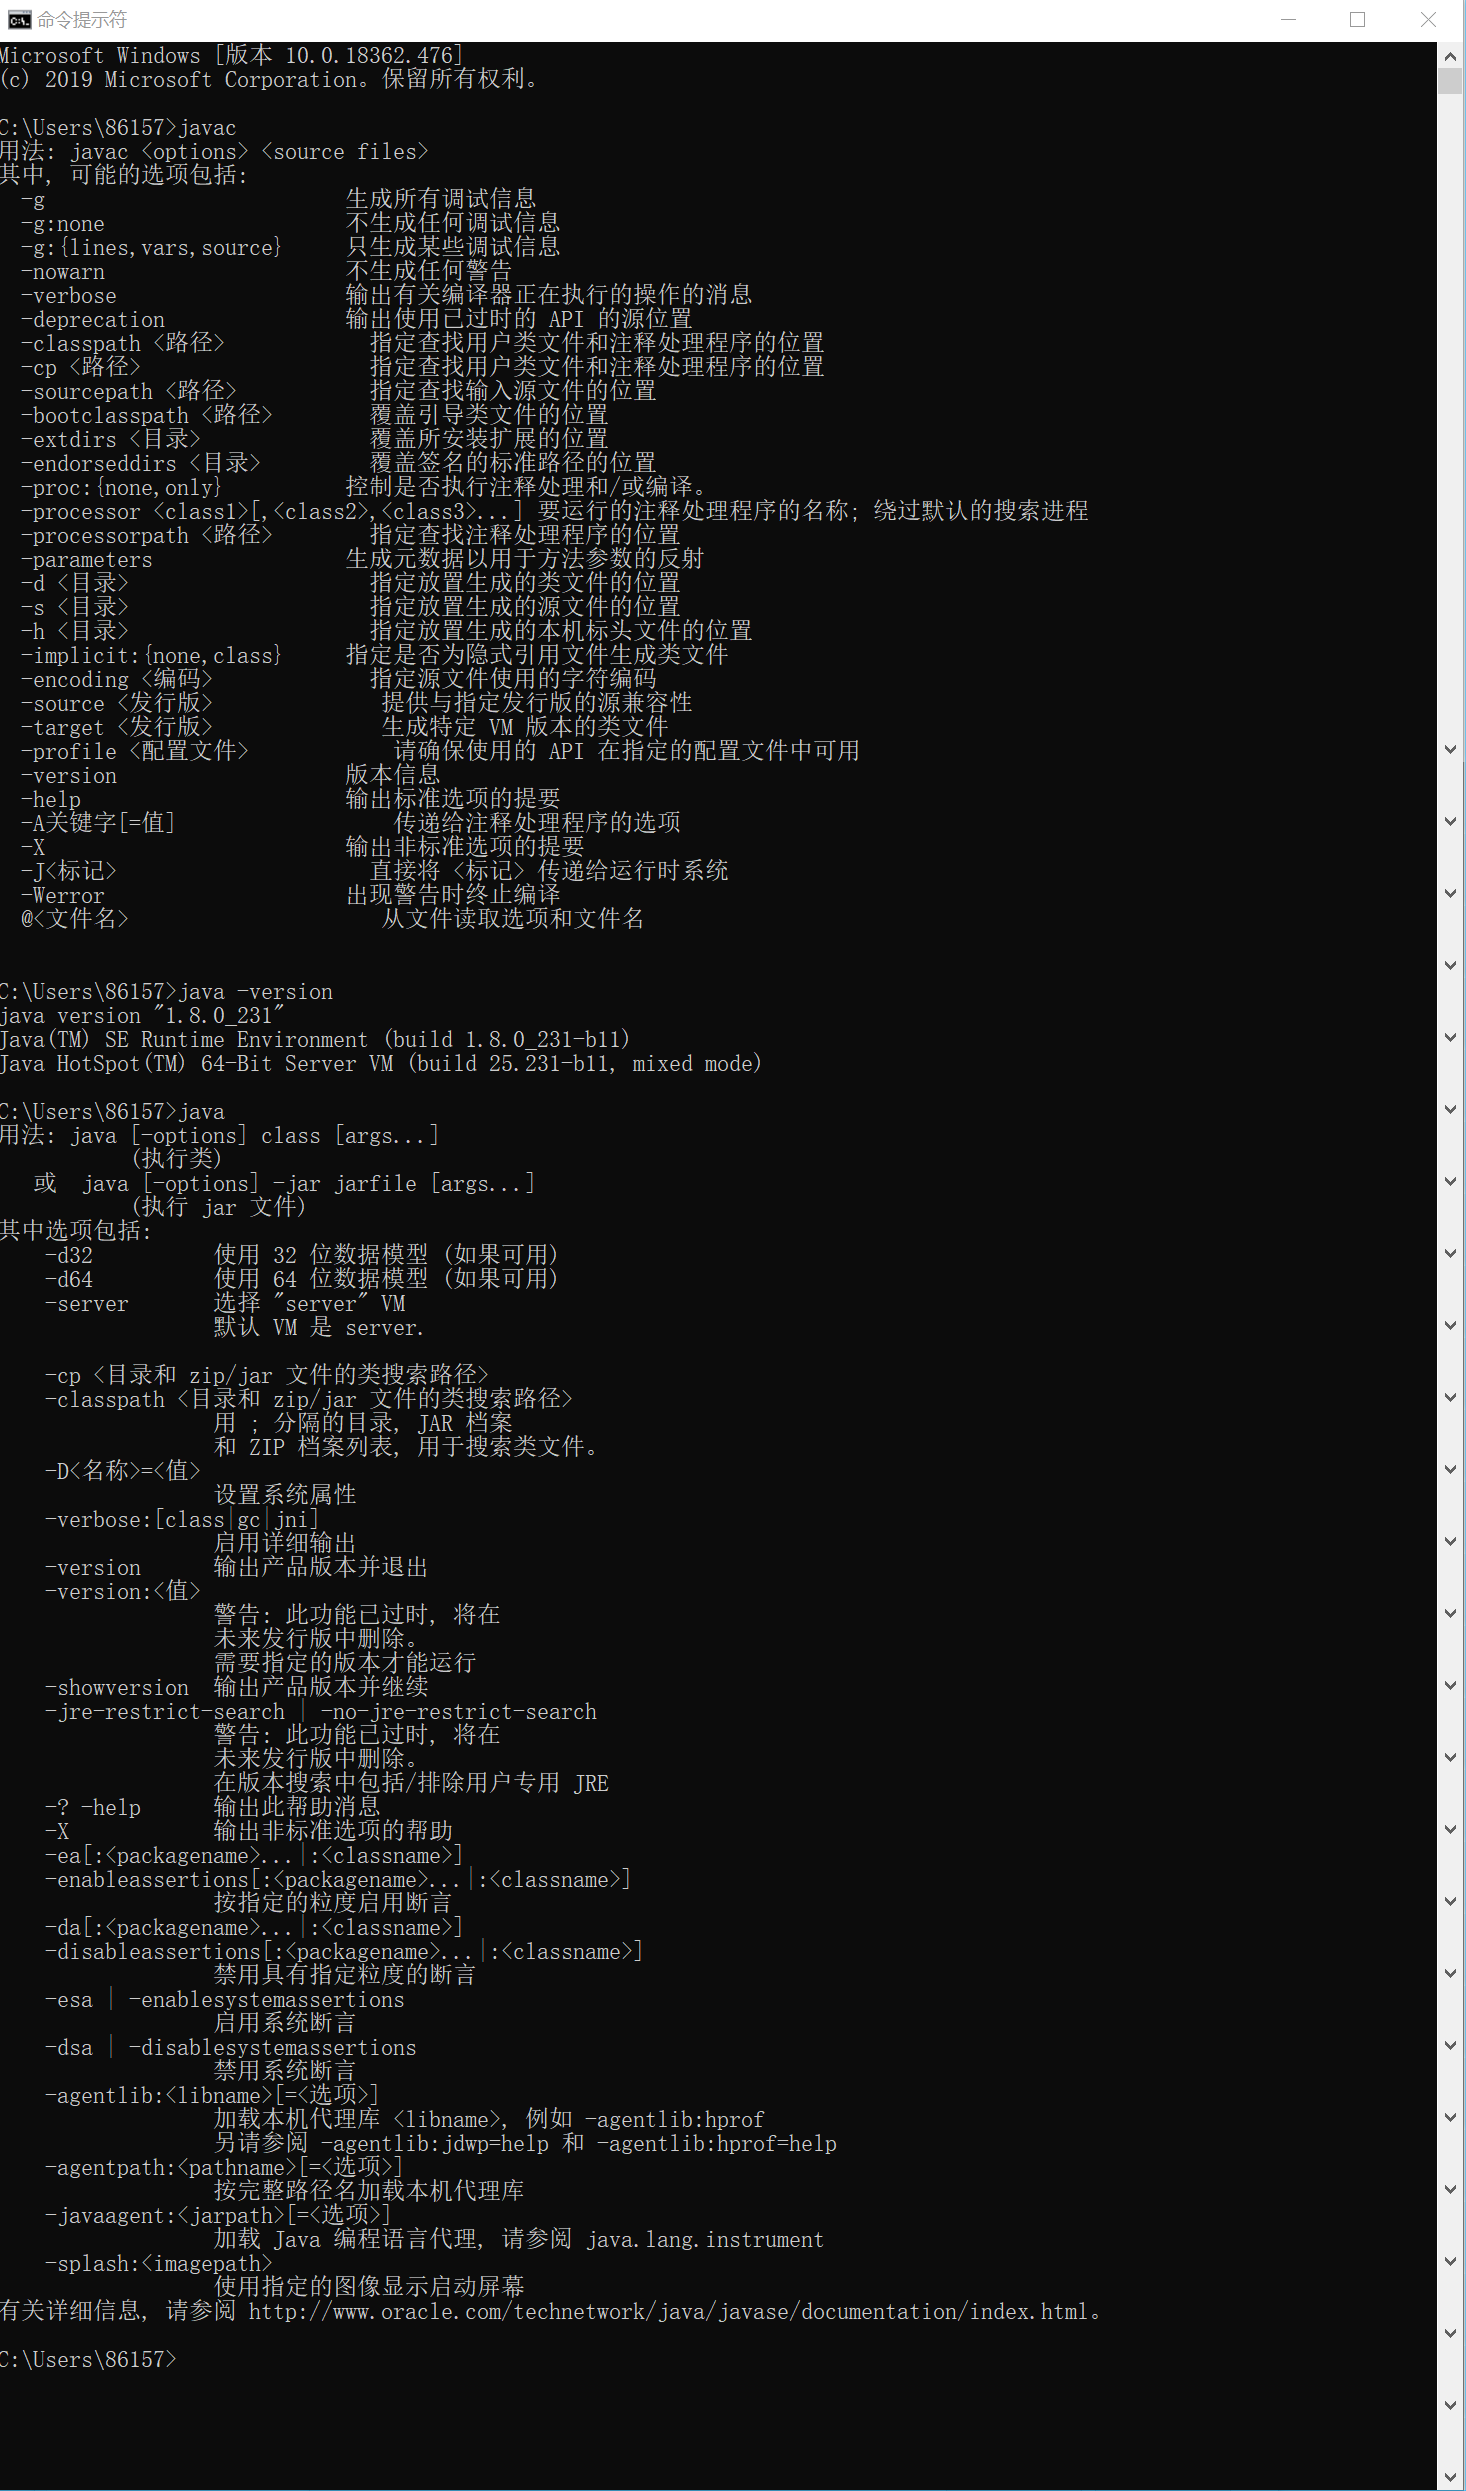 命令提示符
Microsoft Windows [版本 10.0.18362.476]
(c) 2019 Microsoft Corporation。保留所有权利。
C:\Users\86157>javac
用法: javac <options> <source files>
其中, 可能的选项包括:
  -g                         生成所有调试信息
  -g:none                    不生成任何调试信息
  -g:{lines,vars,source}     只生成某些调试信息
  -nowarn                    不生成任何警告
  -verbose                   输出有关编译器正在执行的操作的消息
  -deprecation               输出使用已过时的 API 的源位置
  -classpath <路径>            指定查找用户类文件和注释处理程序的位置
  -cp <路径>                   指定查找用户类文件和注释处理程序的位置
  -sourcepath <路径>           指定查找输入源文件的位置
  -bootclasspath <路径>        覆盖引导类文件的位置
  -extdirs <目录>              覆盖所安装扩展的位置
  -endorseddirs <目录>         覆盖签名的标准路径的位置
  -proc:{none,only}          控制是否执行注释处理和/或编译。
  -processor <class1>[,<class2>,<class3>...] 要运行的注释处理程序的名称; 绕过默认的搜索进程
  -processorpath <路径>        指定查找注释处理程序的位置
  -parameters                生成元数据以用于方法参数的反射
  -d <目录>                    指定放置生成的类文件的位置
  -s <目录>                    指定放置生成的源文件的位置
  -h <目录>                    指定放置生成的本机标头文件的位置
  -implicit:{none,class}     指定是否为隐式引用文件生成类文件
  -encoding <编码>             指定源文件使用的字符编码
  -source <发行版>              提供与指定发行版的源兼容性
  -target <发行版>              生成特定 VM 版本的类文件
  -profile <配置文件>            请确保使用的 API 在指定的配置文件中可用
  -version                   版本信息
  -help                      输出标准选项的提要
  -A关键字[=值]                  传递给注释处理程序的选项
  -X                         输出非标准选项的提要
  -J<标记>                     直接将 <标记> 传递给运行时系统
  -Werror                    出现警告时终止编译
  @<文件名>                     从文件读取选项和文件名
C:\Users\86157>java -version
java version "1.8.0_231"
Java(TM) SE Runtime Environment (build 1.8.0_231-b11)
Java HotSpot(TM) 64-Bit Server VM (build 25.231-b11, mixed mode)
C:\Users\86157>java
用法: java [-options] class [args...]
           (执行类)
   或  java [-options] -jar jarfile [args...]
           (执行 jar 文件)
其中选项包括:
    -d32          使用 32 位数据模型 (如果可用)
    -d64          使用 64 位数据模型 (如果可用)
    -server       选择 "server" VM
                  默认 VM 是 server.
    -cp <目录和 zip/jar 文件的类搜索路径>
    -classpath <目录和 zip/jar 文件的类搜索路径>
                  用 ; 分隔的目录, JAR 档案
                  和 ZIP 档案列表, 用于搜索类文件。
    -D<名称>=<值>
                  设置系统属性
    -verbose:[class|gc|jni]
                  启用详细输出
    -version      输出产品版本并退出
    -version:<值>
                  警告: 此功能已过时, 将在
                  未来发行版中删除。
                  需要指定的版本才能运行
    -showversion  输出产品版本并继续
    -jre-restrict-search | -no-jre-restrict-search
                  警告: 此功能已过时, 将在
                  未来发行版中删除。
                  在版本搜索中包括/排除用户专用 JRE
    -? -help      输出此帮助消息
    -X            输出非标准选项的帮助
    -ea[:<packagename>...|:<classname>]
    -enableassertions[:<packagename>...|:<classname>]
                  按指定的粒度启用断言
    -da[:<packagename>...|:<classname>]
    -disableassertions[:<packagename>...|:<classname>]
                  禁用具有指定粒度的断言
    -esa | -enablesystemassertions
                  启用系统断言
    -dsa | -disablesystemassertions
                  禁用系统断言
    -agentlib:<libname>[=<选项>]
                  加载本机代理库 <libname>, 例如 -agentlib:hprof
                  另请参阅 -agentlib:jdwp=help 和 -agentlib:hprof=help
    -agentpath:<pathname>[=<选项>]
                  按完整路径名加载本机代理库
    -javaagent:<jarpath>[=<选项>]
                  加载 Java 编程语言代理, 请参阅 java.lang.instrument
    -splash:<imagepath>
                  使用指定的图像显示启动屏幕
有关详细信息, 请参阅 http://www.oracle.com/technetwork/java/javase/documentation/index.html。
C:\Users\86157>